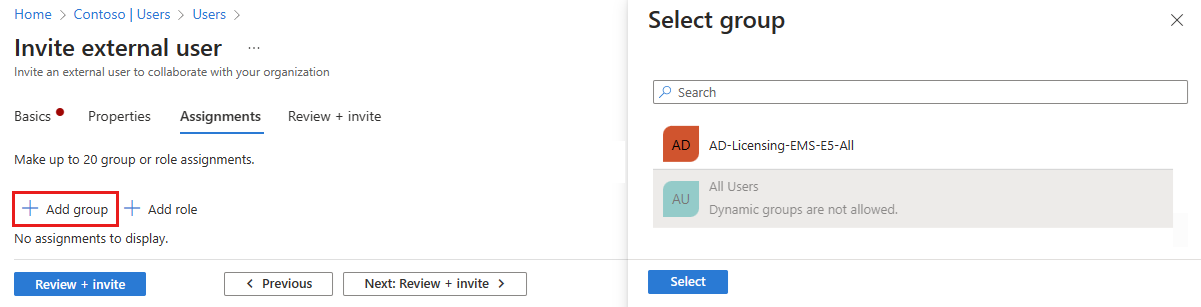 Home > Contoso | Users > Users >
Invite external user ...
Invite an external user to collaborate with your organization
Basics Properties Assignments Review + invite
Make up to 20 group or role assignments.
+ Add group + Add role
No assignments to display.
Review + invite < Previous Next: Review + invite >
Select group ×
Search
AD AD-Licensing-EMS-E5-All
AU All Users
Dynamic groups are not allowed.
Select